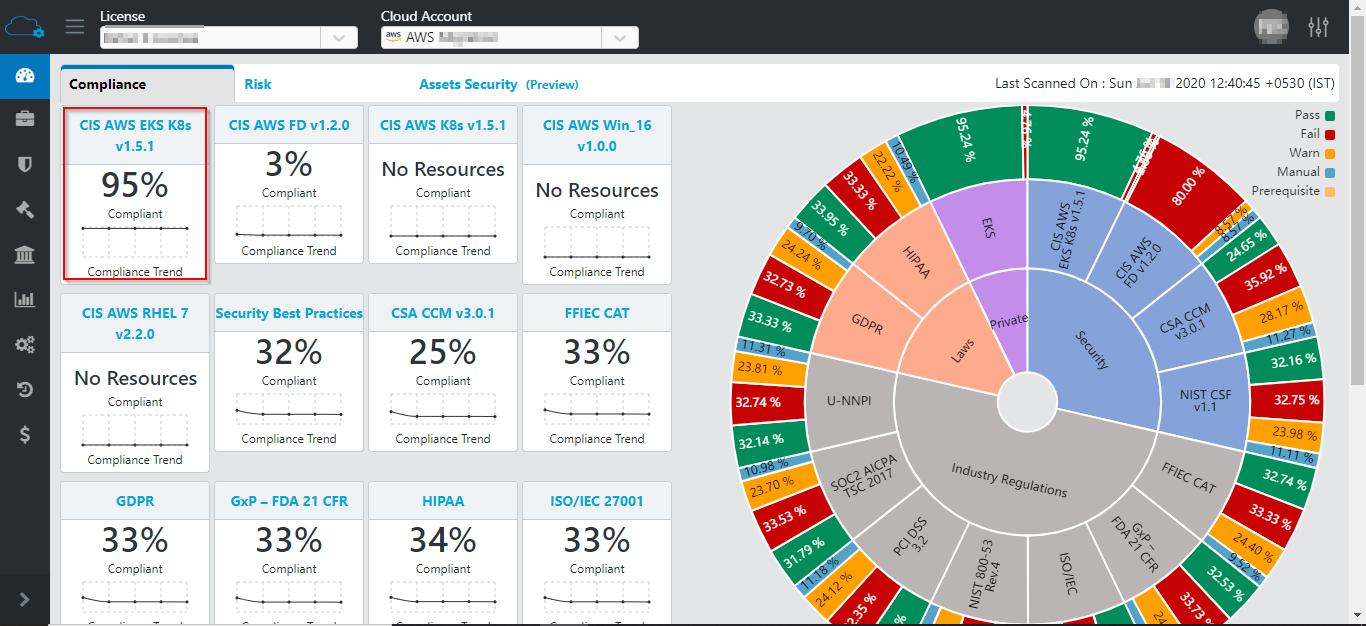 License
Cloud Account
aws AWS
Compliance
Risk
Assets Security (Preview)
Last Scanned On : Sun 2020 12:40:45 +0530 (IST)
CIS AWS EKS K8s
v1.5.1
95%
Compliant
Compliance Trend
CIS AWS FD v1.2.0
3%
Compliant
Compliance Trend
CIS AWS K8s v1.5.1
No Resources
Compliant
Compliance Trend
CIS AWS Win_16
v1.0.0
No Resources
Compliant
Compliance Trend
CIS AWS RHEL 7
v2.2.0
No Resources
Compliant
Compliance Trend
Security Best Practices
32%
Compliant
Compliance Trend
CSA CCM v3.0.1
25%
Compliant
Compliance Trend
FFIEC CAT
33%
Compliant
Compliance Trend
GDPR
33%
Compliant
GxP – FDA 21 CFR
33%
Compliant
HIPAA
34%
Compliant
ISO/IEC 27001
33%
Compliant
Pass
Fail
Warn
Manual
Prerequisite
Security
Industry Regulations
Laws
Private
CIS AWS
EKS K8s v1.5.1
CIS AWS
FD v1.2.0
CSA CCM
v3.0.1
NIST CSF
v1.1
FFIEC CAT
GxP –
FDA 21 CFR
ISO/IEC
NIST 800-53
Rev.4
PCI DSS
3.2
SOC2 AICPA
TSC 2017
U-NNPI
GDPR
HIPAA
EKS
95.24 %
80.00 %
8.57 %
8.57 %
24.65 %
35.92 %
28.17 %
11.27 %
32.16 %
32.75 %
23.98 %
11.11 %
32.74 %
33.33 %
24.40 %
9.52 %
32.53 %
33.73 %
24.12 %
11.18 %
31.79 %
33.53 %
23.70 %
10.98 %
32.14 %
32.74 %
23.81 %
11.31 %
33.33 %
32.73 %
24.24 %
9.70 %
33.95 %
33.33 %
22.22 %
10.49 %
95.24 %